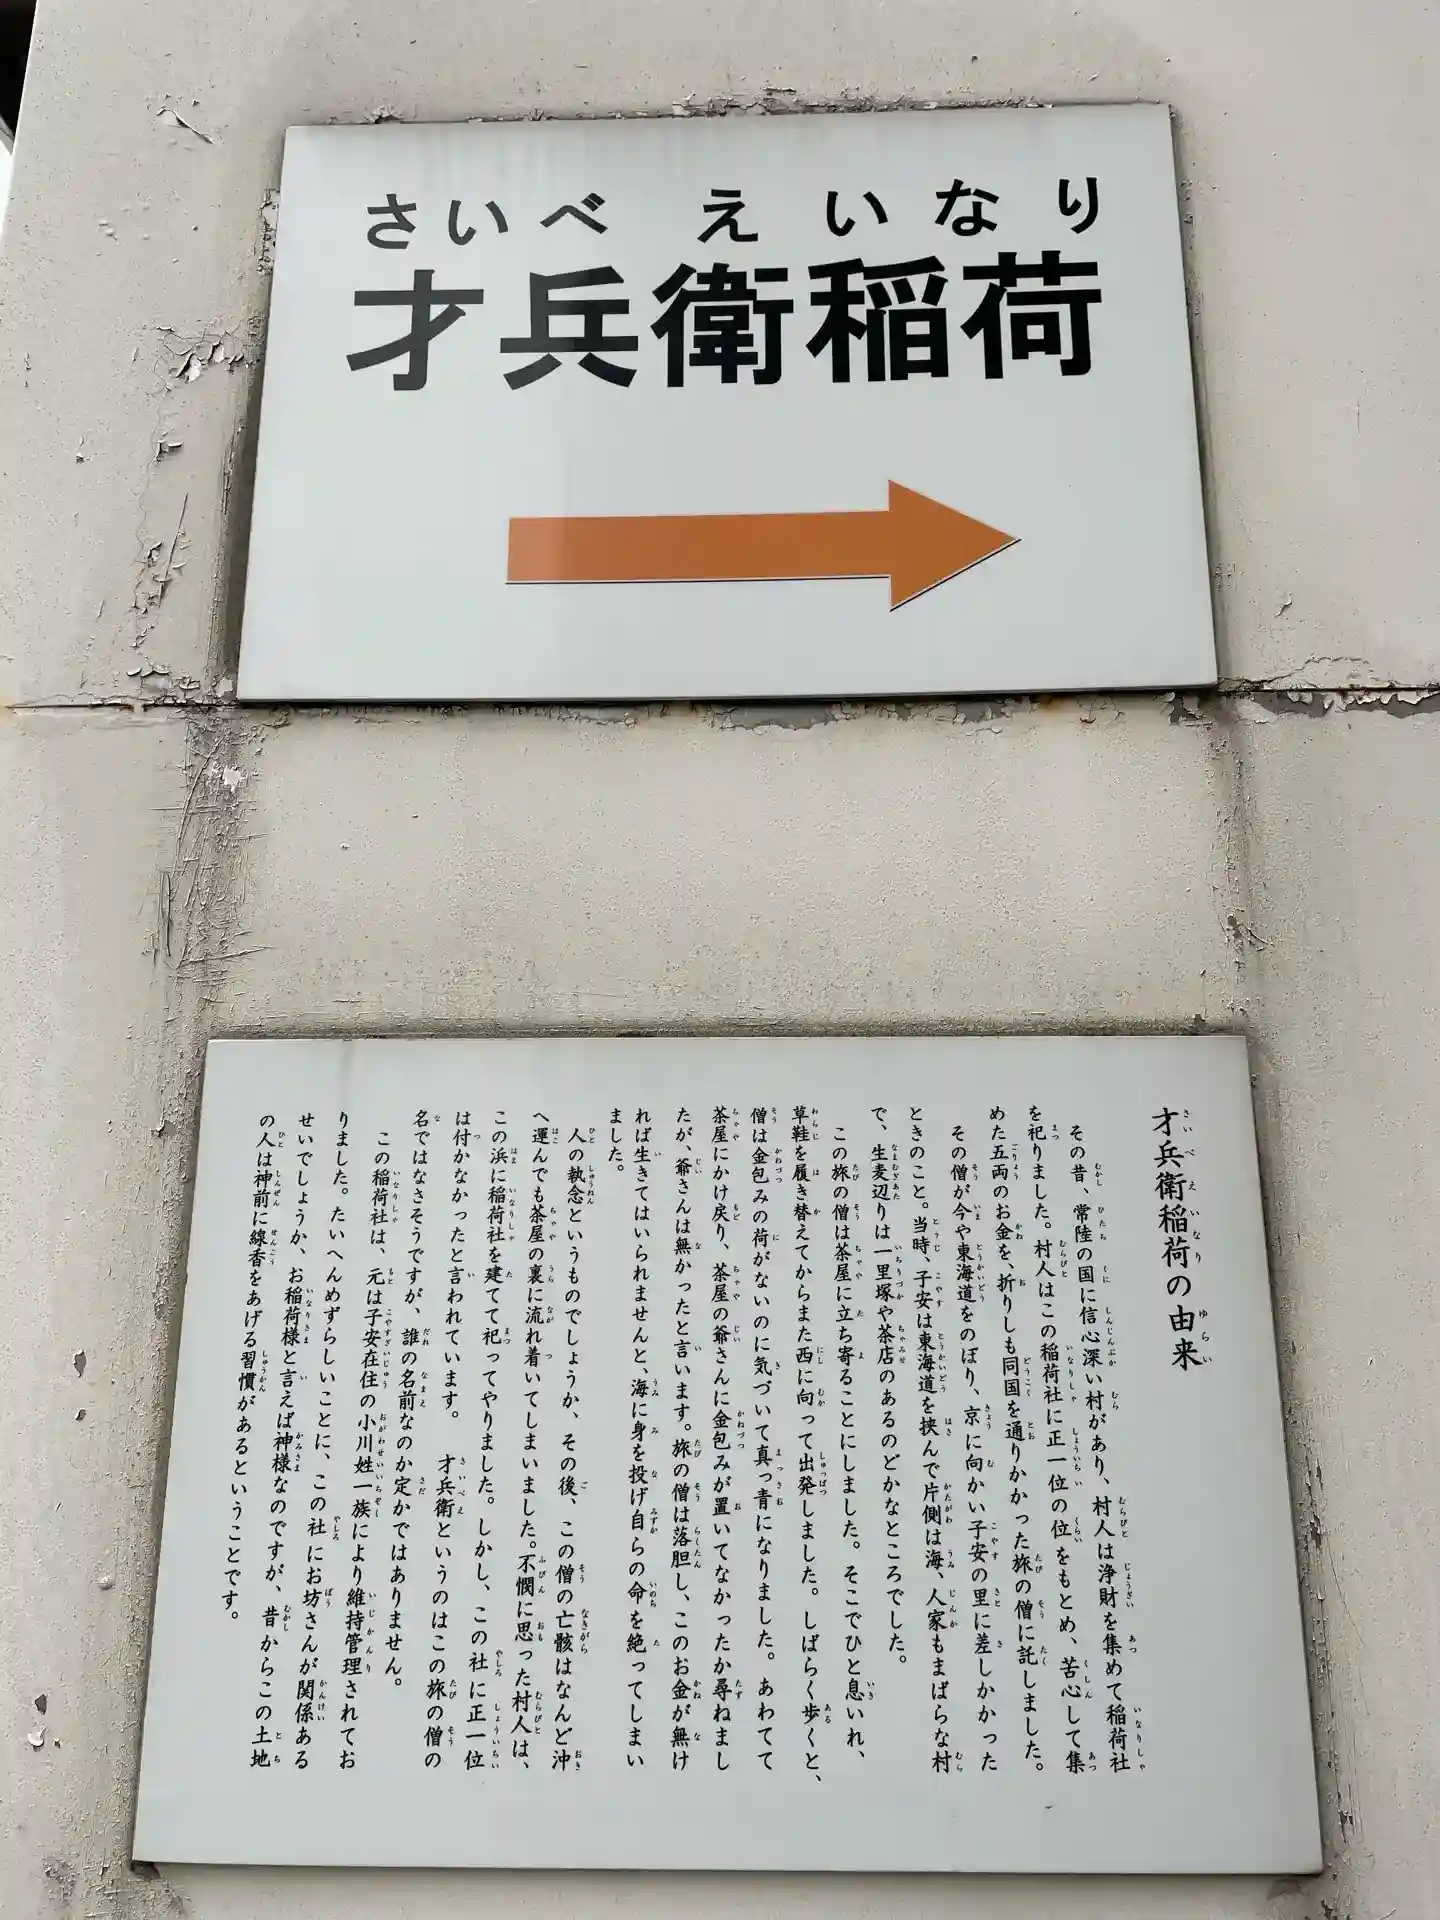 さいべえいなり
才兵衛稲荷
才兵衛稲荷の由来
その昔、常陸の国に信心深い村があり、村人は浄財を集めて稲荷社
を祀りました。村人はこの稲荷社に正一位の位をもとめ、苦心して集
めた五両のお金を、折りしも同国を通りかかった旅の僧に託しました。
その僧が今や東海道をのぼり、京に向かい子安の里に差しかかった
ときのこと。当時、子安は東海道を挟んで片側は海、人家もまばらな村
で、生麦辺りは一里塚や茶店のあるのどかなところでした。
この旅の僧は茶屋に立ち寄ることにしました。そこでひと息いれ、
草鞋を履き替えてからまた西に向かって出発しました。しばらく歩くと、
僧は金包みの荷がないのに気づいて真っ青になりました。あわてて
茶屋にかけ戻り、茶屋の爺さんに金包みが置いてなかったか尋ねまし
たが、爺さんは無かったと言います。旅の僧は落胆し、このお金が無け
れば生きてはいられませんと、海に身を投げ自らの命を絶ってしまい
ました。
人の執念というものでしょうか、その後、この僧の亡骸はなんど沖
へ運んでも茶屋の裏に流れ着いてしまいました。不憫に思った村人は、
この浜に稲荷社を建てて祀ってやりました。しかし、この社に正一位
は付かなかったと言われています。 才兵衛というのはこの旅の僧の
名ではなさそうですが、誰の名前なのか定かではありません。
この稲荷社は、元は子安在住の小川姓一族により維持管理されてお
りました。たいへんめずらしいことに、この社にお坊さんが関係ある
せいでしょうか、お稲荷様と言えば神様なのですが、昔からこの土地
の人は神前に線香をあげる習慣があるということです。